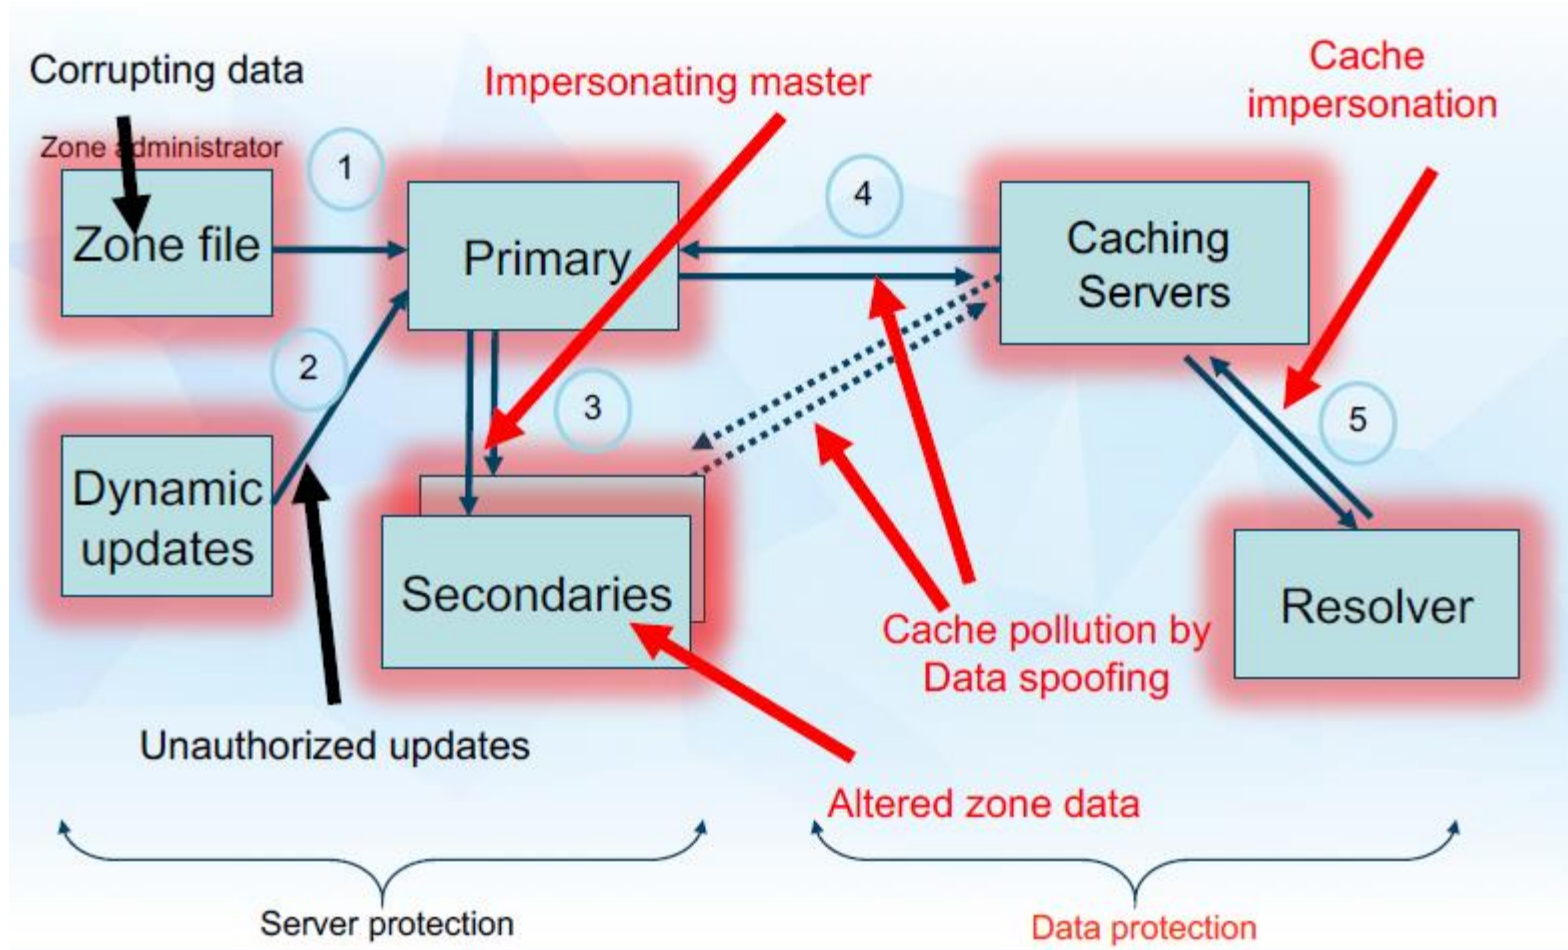 Corrupting data
Impersonating master
Cache
impersonation
Zone administrator
1
4
Zone file
Primary
Caching
Servers
2
3
5
Dynamic
updates
Secondaries
Resolver
Cache pollution by
Data spoofing
Unauthorized updates
Altered zone data
Server protection
Data protection